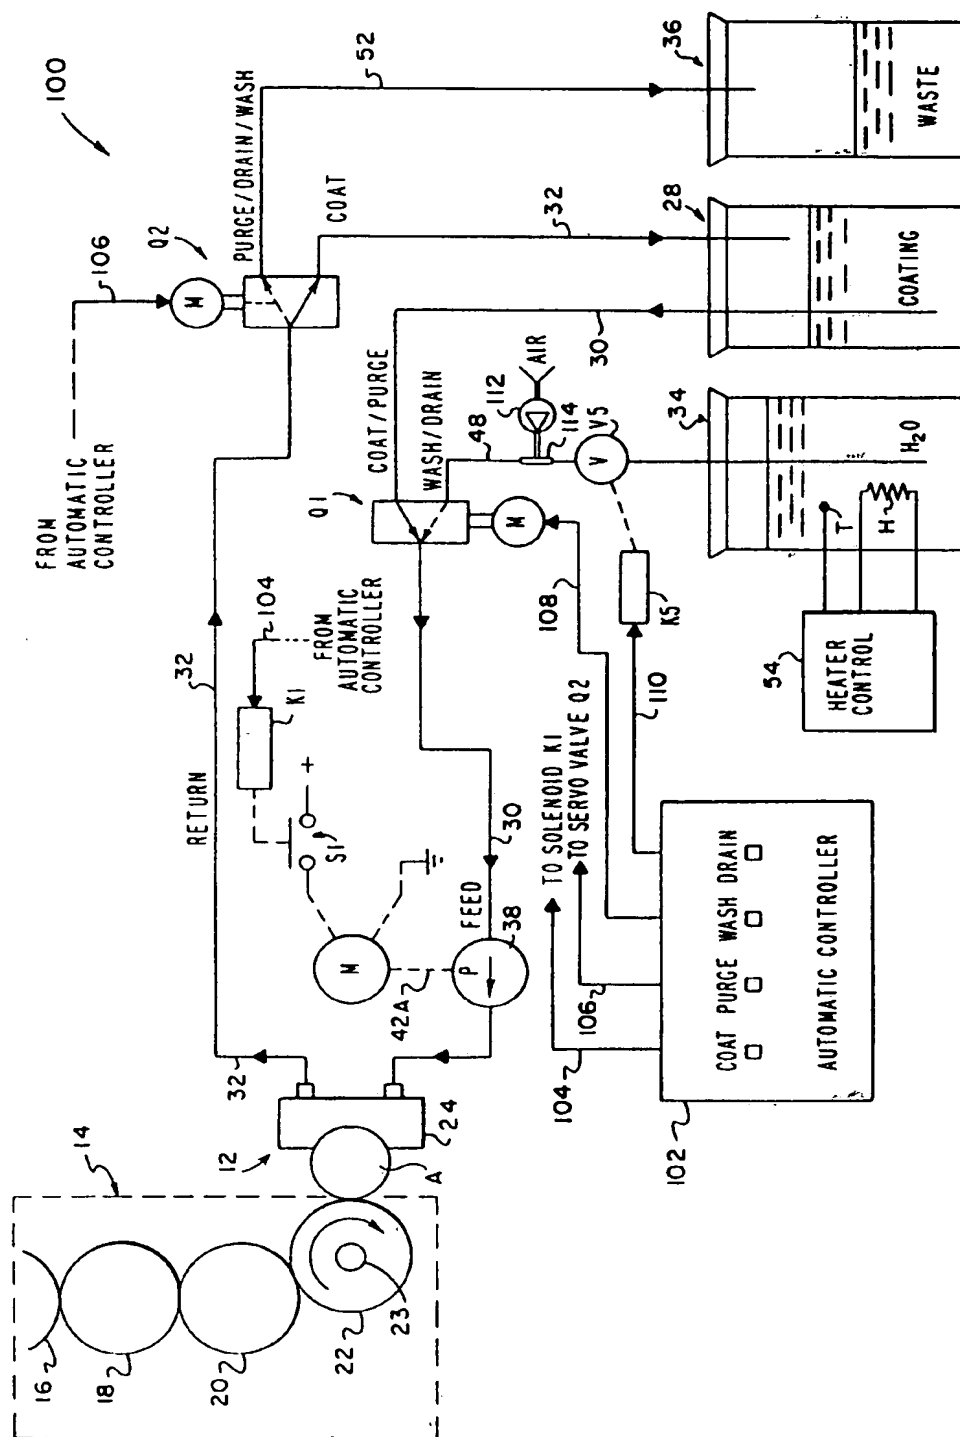 100
FROM
AUTOMATIC
CONTROLLER
106
Q2
M
PURGE/DRAIN/WASH
COAT
52
36
WASTE
32
28
COATING
30
COAT/PURGE
WASH/DRAIN
Q1
M
48
112
AIR
114
V5
V
34
H2O
T
H
54
HEATER
CONTROL
K5
108
110
32
RETURN
K1
104
FROM
AUTOMATIC
CONTROLLER
+
S1
M
42A
FEED
30
P
38
TO SOLENOID K1
TO SERVO VALVE Q2
106
104
COAT PURGE WASH DRAIN
AUTOMATIC CONTROLLER
102
32
12
24
A
14
16
18
20
22
23